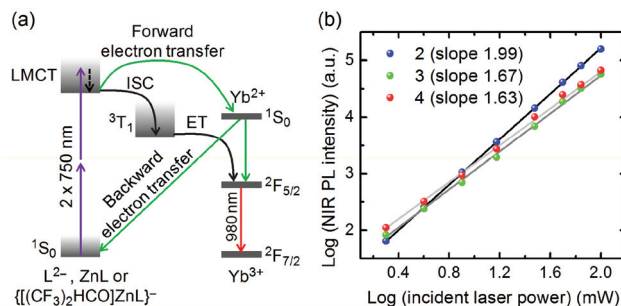 (a)
Forward
electron transfer
LMCT
ISC
Yb²⁺
¹S₀
³T₁
ET
2 x 750 nm
Backward
electron transfer
²F₅/₂
980 nm
¹S₀
²F₇/₂
L²⁻, ZnL or
{[(CF₃)₂HCO]ZnL}⁻
Yb³⁺
(b)
Log (NIR PL intensity) (a.u.)
5
4
3
2
2 (slope 1.99)
3 (slope 1.67)
4 (slope 1.63)
0.4 0.8 1.2 1.6 2.0
Log (incident laser power) (mW)